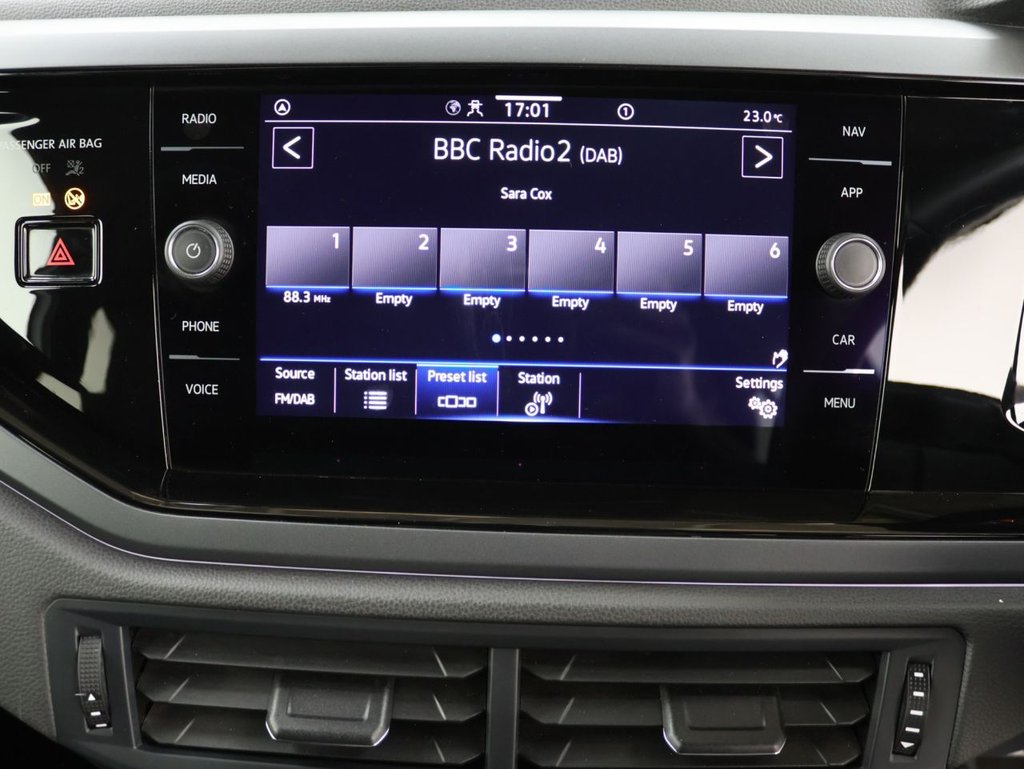 RADIO
MEDIA
PHONE
VOICE
PASSENGER AIR BAG
OFF
ON
17:01
1
23.0°C
<
BBC Radio2 (DAB)
>
Sara Cox
1 2 3 4 5 6
88.3 MHz Empty Empty Empty Empty Empty
Source Station list Preset list Station Settings
FM/DAB
NAV
APP
CAR
MENU